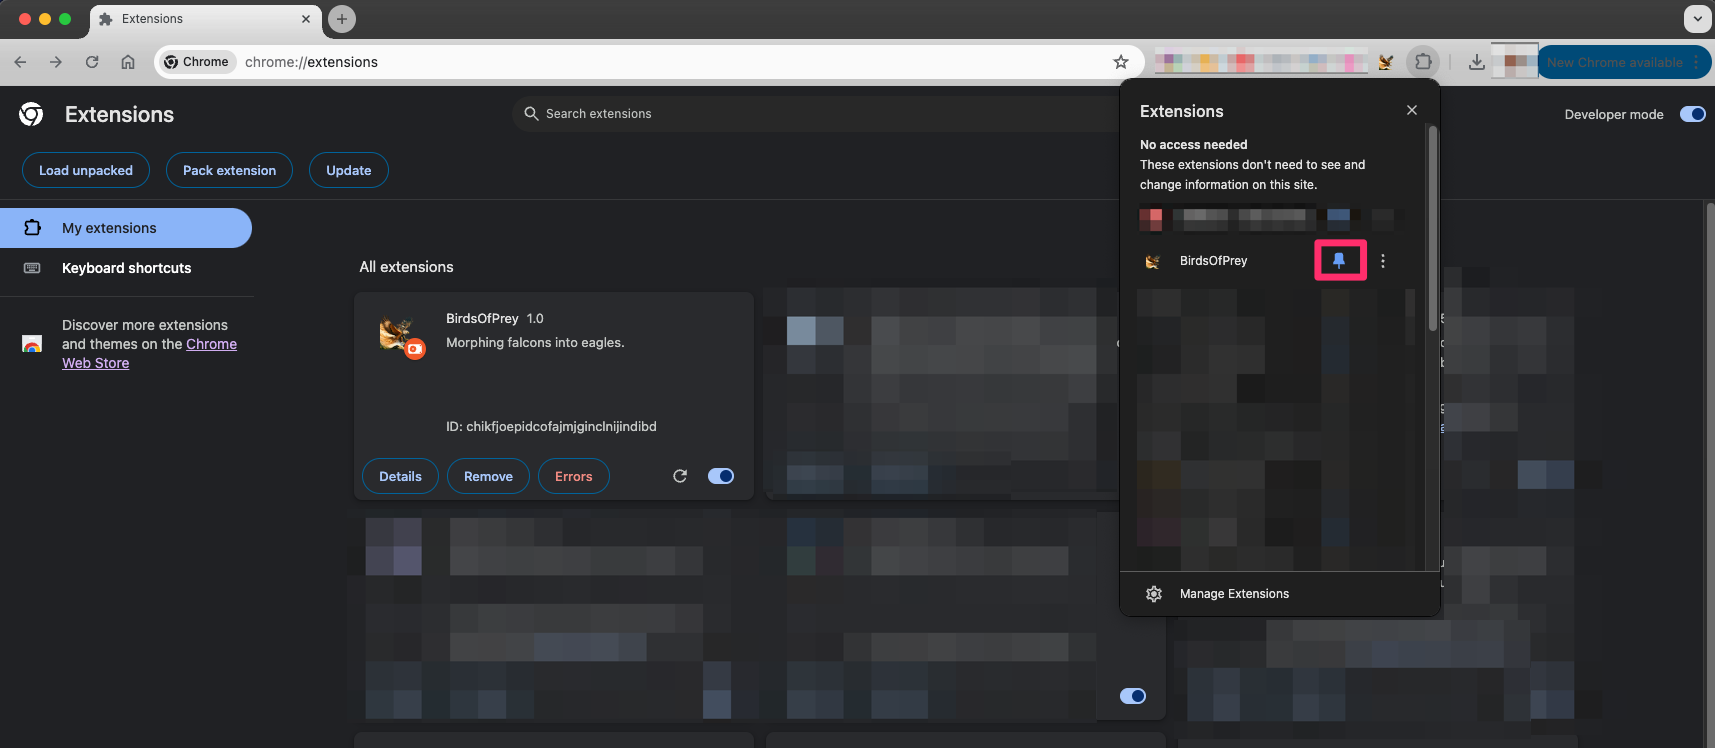 Extensions
Chrome
chrome://extensions
New Chrome available
Extensions
Search extensions
Developer mode
Load unpacked
Pack extension
Update
My extensions
Keyboard shortcuts
Discover more extensions
and themes on the Chrome
Web Store
All extensions
BirdsOfPrey 1.0
Morphing falcons into eagles.
ID: chikfjoepidcofajmjginclnijindibd
Details
Remove
Errors
Extensions
No access needed
These extensions don't need to see and
change information on this site.
BirdsOfPrey
Manage Extensions